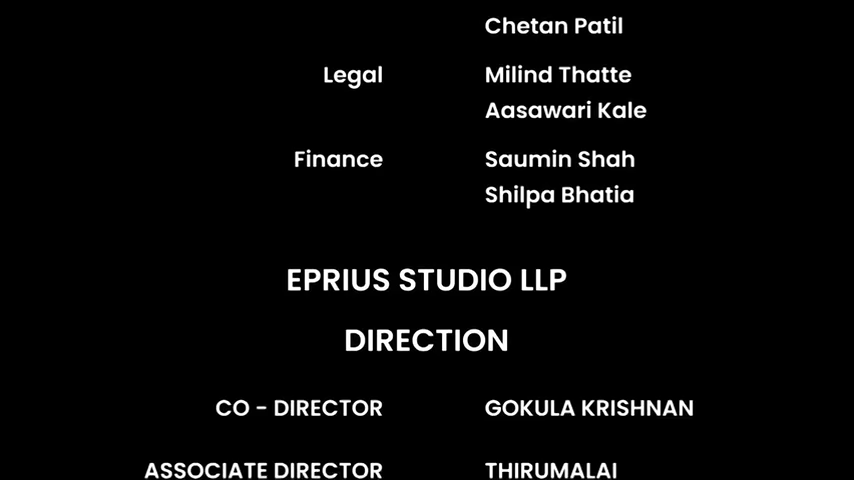 Chetan Patil
Legal Milind Thatte
Aasawari Kale
Finance Saumin Shah
Shilpa Bhatia
EPRIUS STUDIO LLP
DIRECTION
CO - DIRECTOR GOKULA KRISHNAN
ASSOCIATE DIRECTOR THIRUMALAI